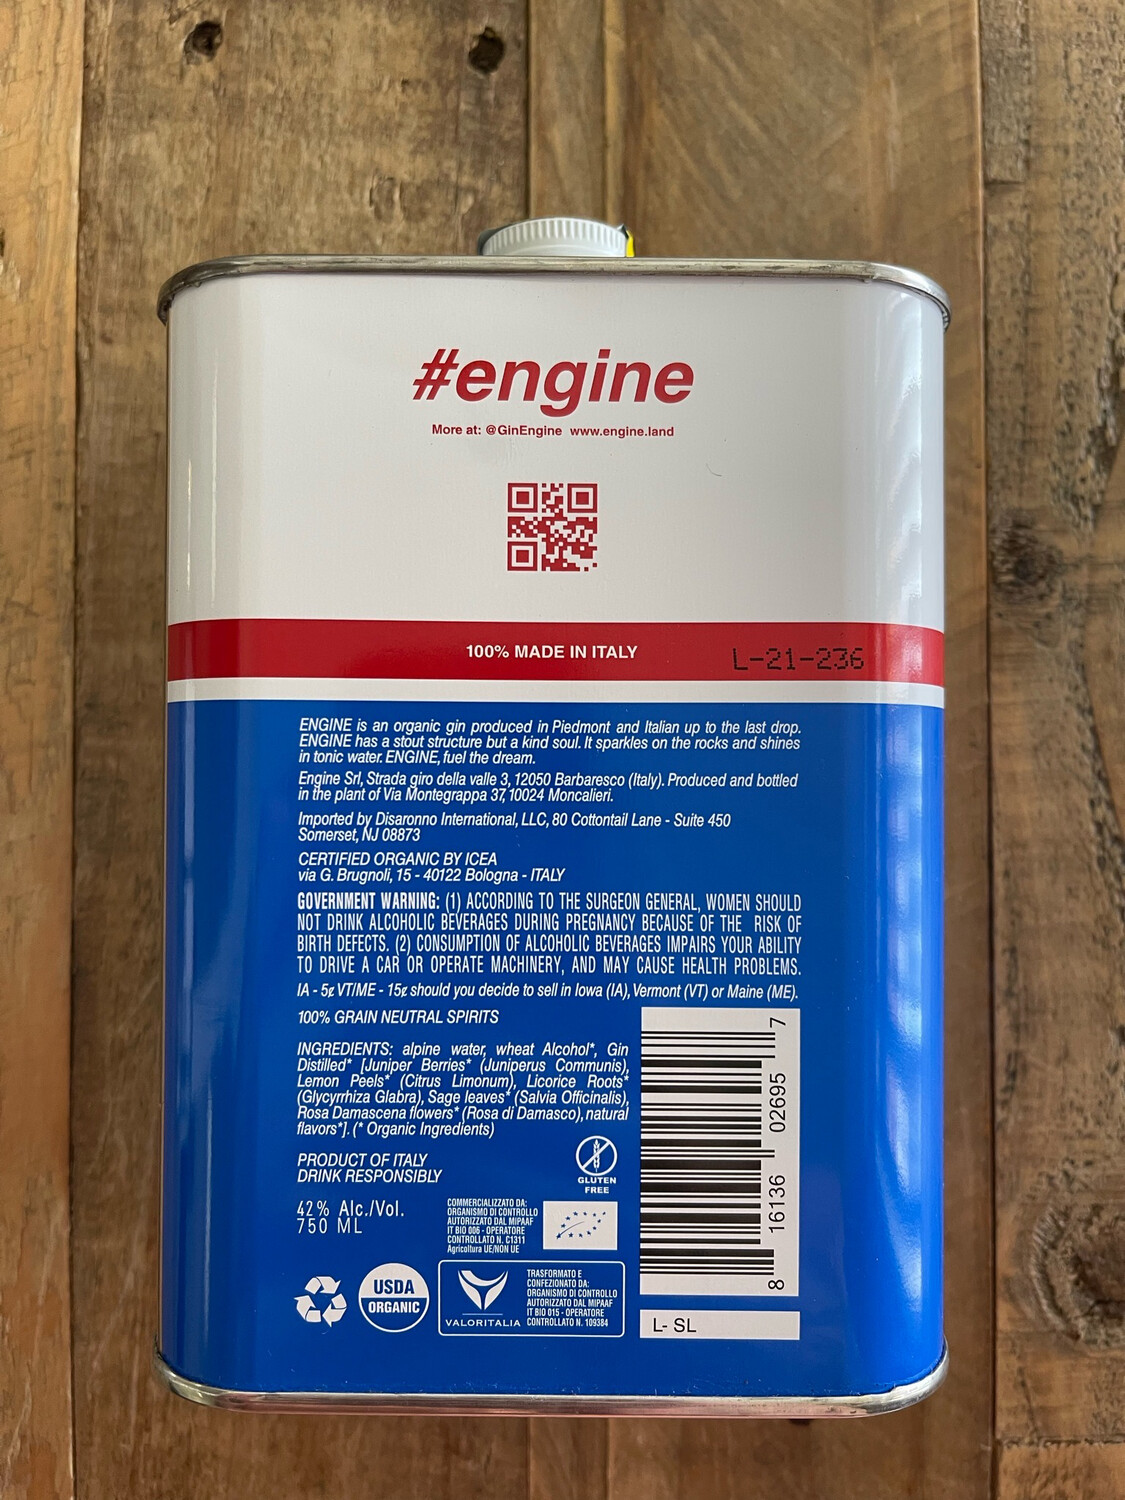 #engine
More at: @GinEngine www.engine.land
100% MADE IN ITALY
L-21-236
ENGINE is an organic gin produced in Piedmont and Italian up to the last drop.
ENGINE has a stout structure but a kind soul. It sparkles on the rocks and shines
in tonic water. ENGINE, fuel the dream.
Engine Srl, Strada giro della valle 3, 12050 Barbaresco (Italy). Produced and bottled
in the plant of Via Montegrappa 37, 10024 Moncalieri.
Imported by Disaronno International, LLC, 80 Cottontail Lane - Suite 450
Somerset, NJ 08873
CERTIFIED ORGANIC BY ICEA
via G. Brugnoli, 15 - 40122 Bologna - ITALY
GOVERNMENT WARNING: (1) ACCORDING TO THE SURGEON GENERAL, WOMEN SHOULD
NOT DRINK ALCOHOLIC BEVERAGES DURING PREGNANCY BECAUSE OF THE RISK OF
BIRTH DEFECTS. (2) CONSUMPTION OF ALCOHOLIC BEVERAGES IMPAIRS YOUR ABILITY
TO DRIVE A CAR OR OPERATE MACHINERY, AND MAY CAUSE HEALTH PROBLEMS.
IA - 5¢ VT/ME - 15¢ should you decide to sell in Iowa (IA), Vermont (VT) or Maine (ME).
100% GRAIN NEUTRAL SPIRITS
INGREDIENTS: alpine water, wheat Alcohol*, Gin
Distilled* [Juniper Berries* (Juniperus Communis),
Lemon Peels* (Citrus Limonum), Licorice Roots*
(Glycyrrhiza Glabra), Sage leaves* (Salvia Officinalis),
Rosa Damascena flowers* (Rosa di Damasco), natural
flavors*]. (* Organic Ingredients)
PRODUCT OF ITALY
DRINK RESPONSIBLY
GLUTEN
FREE
42% Alc./Vol.
750 ML
COMMERCIALIZZATO DA:
ORGANISMO DI CONTROLLO
AUTORIZZATO DAL MIPAAF
IT BIO 006 - OPERATORE
CONTROLLATO N. C1311
Agricoltura UE/NON UE
USDA
ORGANIC
VALORITALIA
TRASFORMATO E
CONFEZIONATO DA:
ORGANISMO DI CONTROLLO
AUTORIZZATO DAL MIPAAF
IT BIO 015 - OPERATORE
CONTROLLATO N. 109384
8 16136 02695 7
L- SL